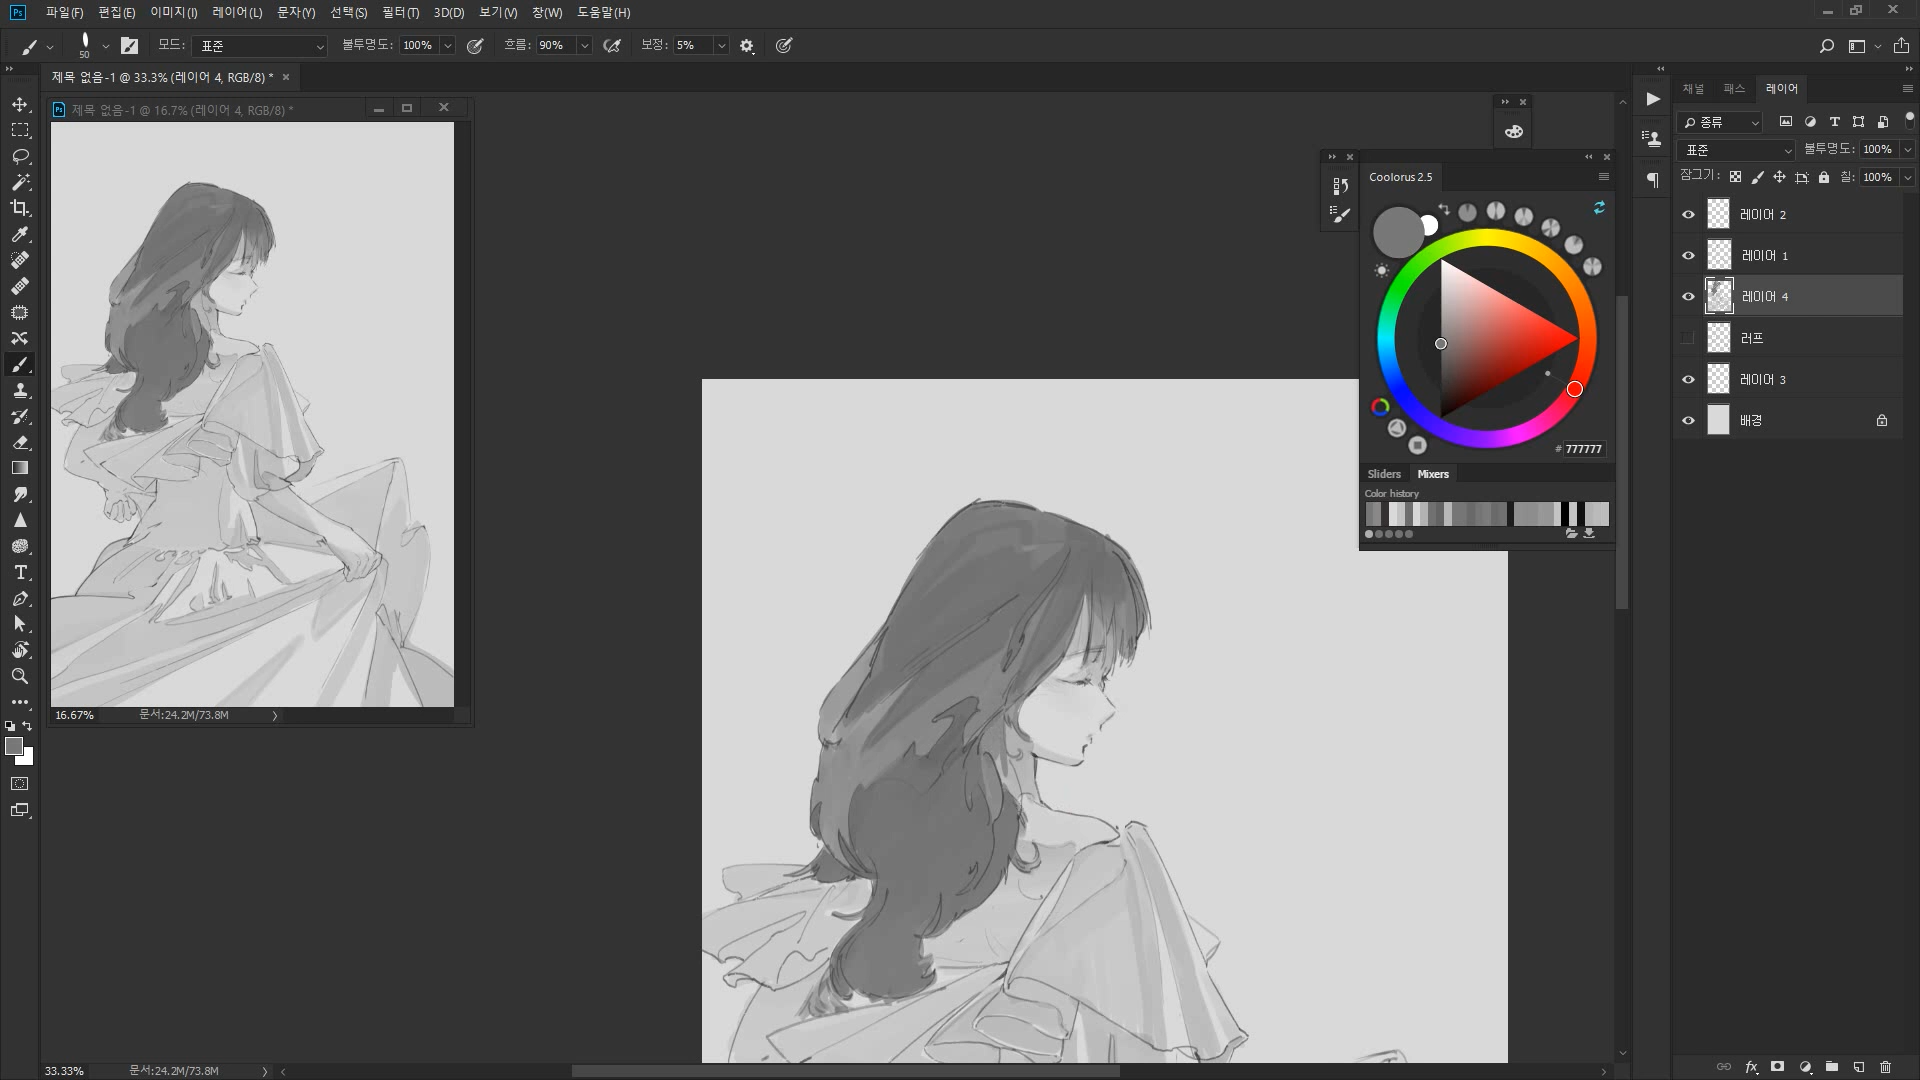 Ps 파일(F) 편집(E) 이미지(I) 레이어(L) 문자(Y) 선택(S) 필터(T) 3D(D) 보기(V) 창(W) 도움말(H)
50 모드: 표준 불투명도: 100% 흐름: 90% 보정: 5%
제목 없음-1 @ 33.3% (레이어 4, RGB/8) *
제목 없음-1 @ 16.7% (레이어 4, RGB/8) *
16.67% 문서:24.2M/73.8M
33.33% 문서:24.2M/73.8M
Coolorus 2.5
# 777777
Sliders Mixers
Color history
채널 패스 레이어
종류
표준 불투명도: 100%
잠그기: 칠: 100%
레이어 2
레이어 1
레이어 4
러프
레이어 3
배경